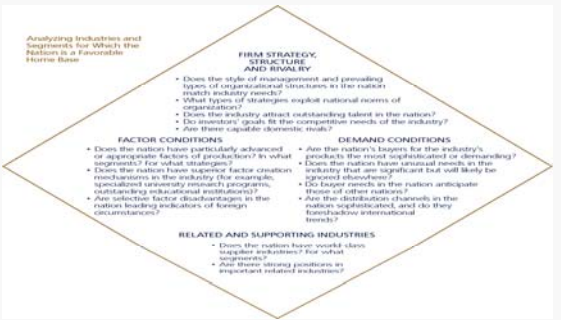 Analyzing Industries and
Segments for Which the
Nation is a Favorable
Home Base
FIRM STRATEGY,
STRUCTURE
AND RIVALRY
• Does the style of management and prevailing
types of organizational structures in the nation
match industry needs?
• What types of strategies exploit national norms of
organization?
• Does the industry attract outstanding talent in the nation?
• Do investors' goals fit the competitive needs of the industry?
• Are there capable domestic rivals?
FACTOR CONDITIONS
• Does the nation have particularly advanced
or appropriate factors of production? In what
segments? For what strategies?
• Does the nation have superior factor creation
mechanisms in the industry (for example,
specialized university research programs,
outstanding educational institutions)?
• Are selective factor disadvantages in the
nation leading indicators of foreign
circumstances?
DEMAND CONDITIONS
• Are the nation's buyers for the industry's
products the most sophisticated or demanding?
• Does the nation have unusual needs in the
industry that are significant but will likely be
ignored elsewhere?
• Do buyer needs in the nation anticipate
those of other nations?
• Are the distribution channels in the
nation sophisticated, and do they
foreshadow international
trends?
RELATED AND SUPPORTING INDUSTRIES
• Does the nation have world-class
supplier industries? For what
segments?
• Are there strong positions in
important related industries?